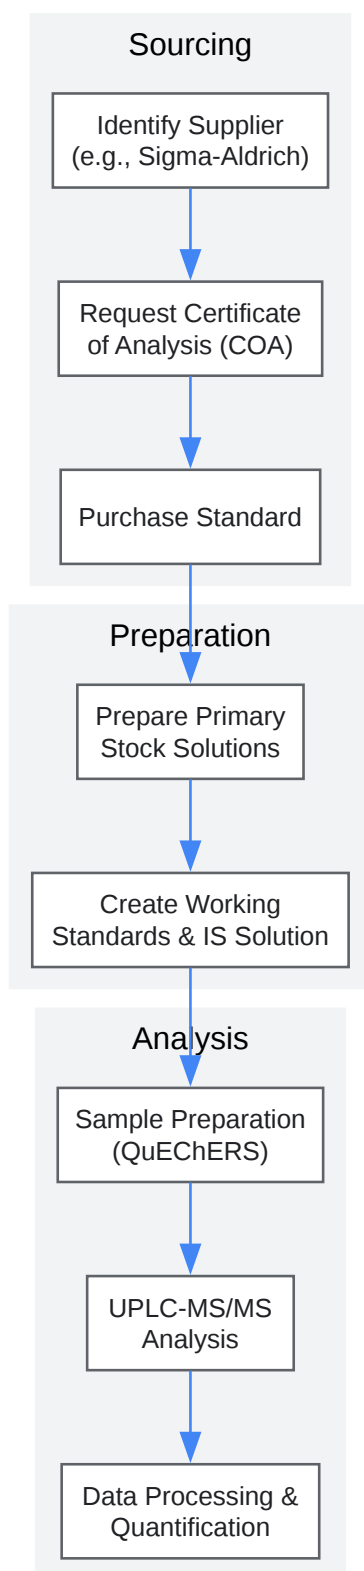 Sourcing
Identify Supplier
(e.g., Sigma-Aldrich)
Request Certificate
of Analysis (COA)
Purchase Standard
Preparation
Prepare Primary
Stock Solutions
Create Working
Standards & IS Solution
Analysis
Sample Preparation
(QuEChERS)
UPLC-MS/MS
Analysis
Data Processing &
Quantification